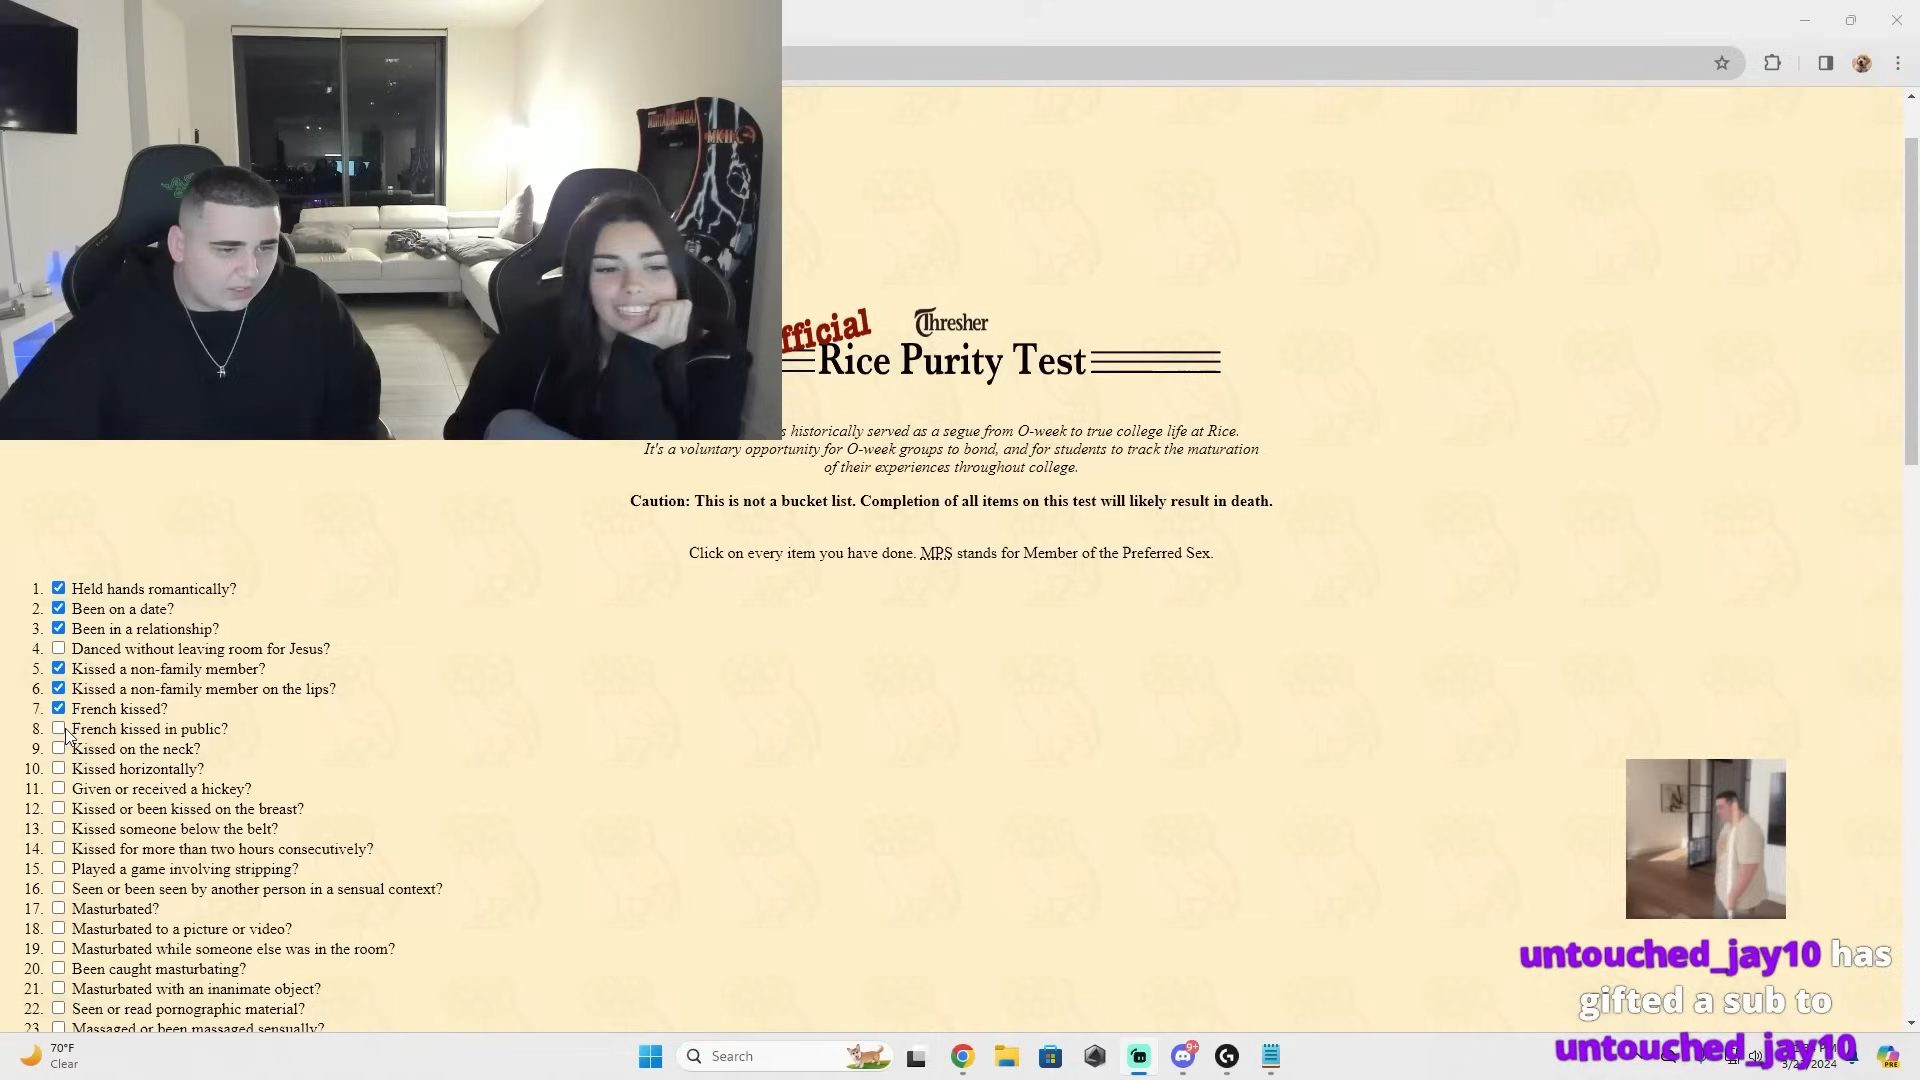 MKII
fficial
Thresher
Rice Purity Test
s historically served as a segue from O-week to true college life at Rice.
It's a voluntary opportunity for O-week groups to bond, and for students to track the maturation
of their experiences throughout college.
Caution: This is not a bucket list. Completion of all items on this test will likely result in death.
Click on every item you have done. MPS stands for Member of the Preferred Sex.
1. Held hands romantically?
2. Been on a date?
3. Been in a relationship?
4. Danced without leaving room for Jesus?
5. Kissed a non-family member?
6. Kissed a non-family member on the lips?
7. French kissed?
8. French kissed in public?
9. Kissed on the neck?
10. Kissed horizontally?
11. Given or received a hickey?
12. Kissed or been kissed on the breast?
13. Kissed someone below the belt?
14. Kissed for more than two hours consecutively?
15. Played a game involving stripping?
16. Seen or been seen by another person in a sensual context?
17. Masturbated?
18. Masturbated to a picture or video?
19. Masturbated while someone else was in the room?
20. Been caught masturbating?
21. Masturbated with an inanimate object?
22. Seen or read pornographic material?
23. Massaged or been massaged sensually?
untouched_jay10 has
gifted a sub to
untouched_jay10
70°F
Clear
Search
9+
PRE